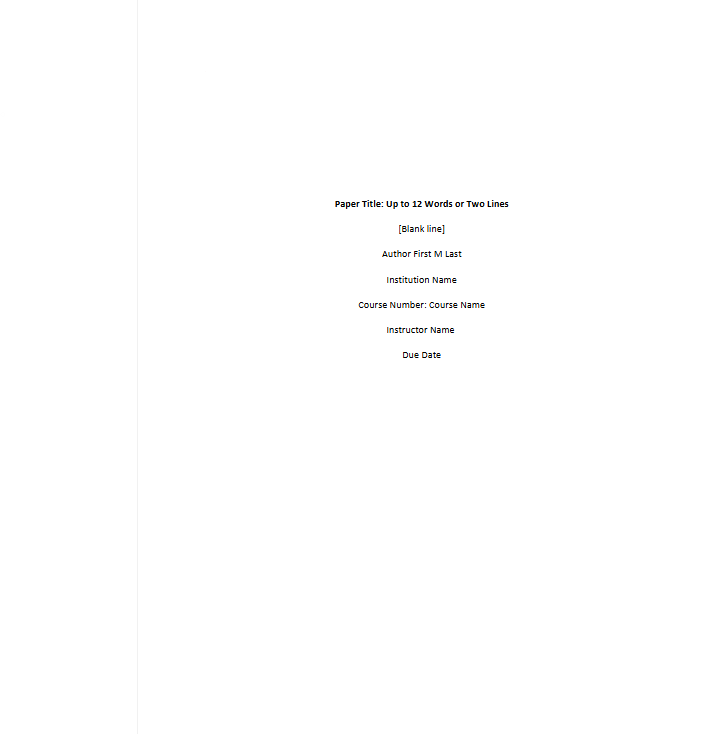 Paper Title: Up to 12 Words or Two Lines
[Blank line]
Author First M Last
Institution Name
Course Number: Course Name
Instructor Name
Due Date